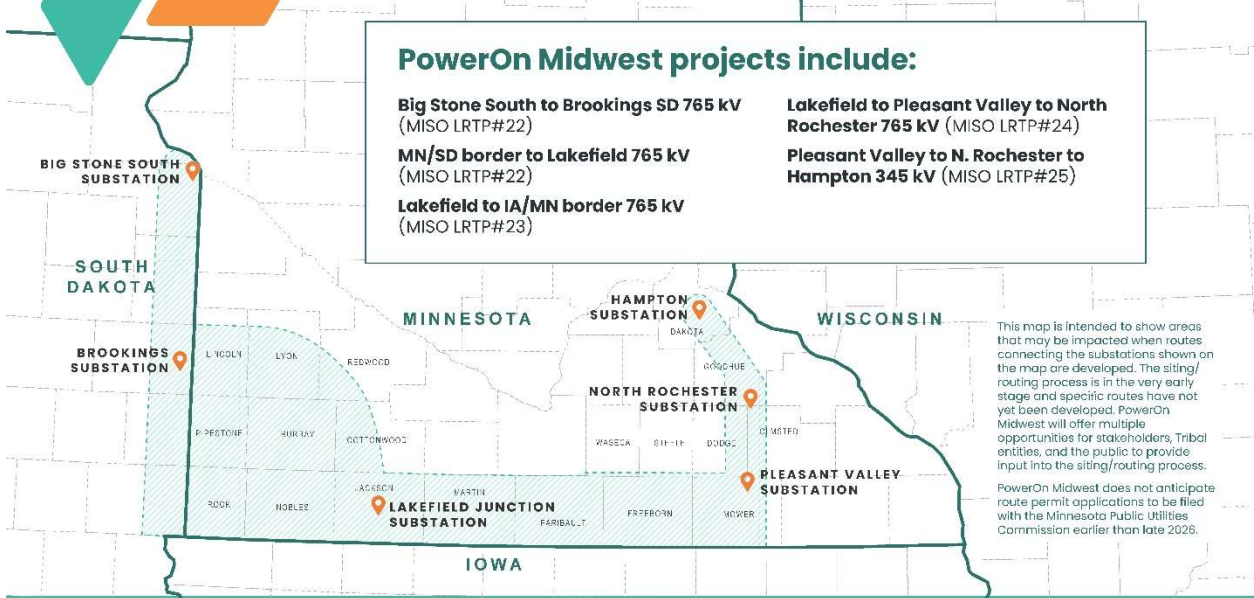 PowerOn Midwest projects include:
Big Stone South to Brookings SD 765 kV
(MISO LRTP#22)
MN/SD border to Lakefield 765 kV
(MISO LRTP#22)
Lakefield to IA/MN border 765 kV
(MISO LRTP#23)
Lakefield to Pleasant Valley to North
Rochester 765 kV (MISO LRTP#24)
Pleasant Valley to N. Rochester to
Hampton 345 kV (MISO LRTP#25)
BIG STONE SOUTH
SUBSTATION
SOUTH
DAKOTA
BROOKINGS
SUBSTATION
MINNESOTA
HAMPTON
SUBSTATION
DAKOTA
WISCONSIN
LINCOLN
LYON
REDWOOD
GOODHUE
NORTH ROCHESTER
SUBSTATION
PIPESTONE
MURRAY
COTTONWOOD
WASECA
STEELE
DODGE
OLMSTED
PLEASANT VALLEY
SUBSTATION
ROCK
NOBLES
JACKSON
LAKEFIELD JUNCTION
SUBSTATION
MARTIN
FARIBAULT
FREEBORN
MOWER
IOWA
This map is intended to show areas
that may be impacted when routes
connecting the substations shown on
the map are developed. The siting/
routing process is in the very early
stage and specific routes have not
yet been developed. PowerOn
Midwest will offer multiple
opportunities for stakeholders, Tribal
entities, and the public to provide
input into the siting/routing process.
PowerOn Midwest does not anticipate
route permit applications to be filed
with the Minnesota Public Utilities
Commission earlier than late 2026.